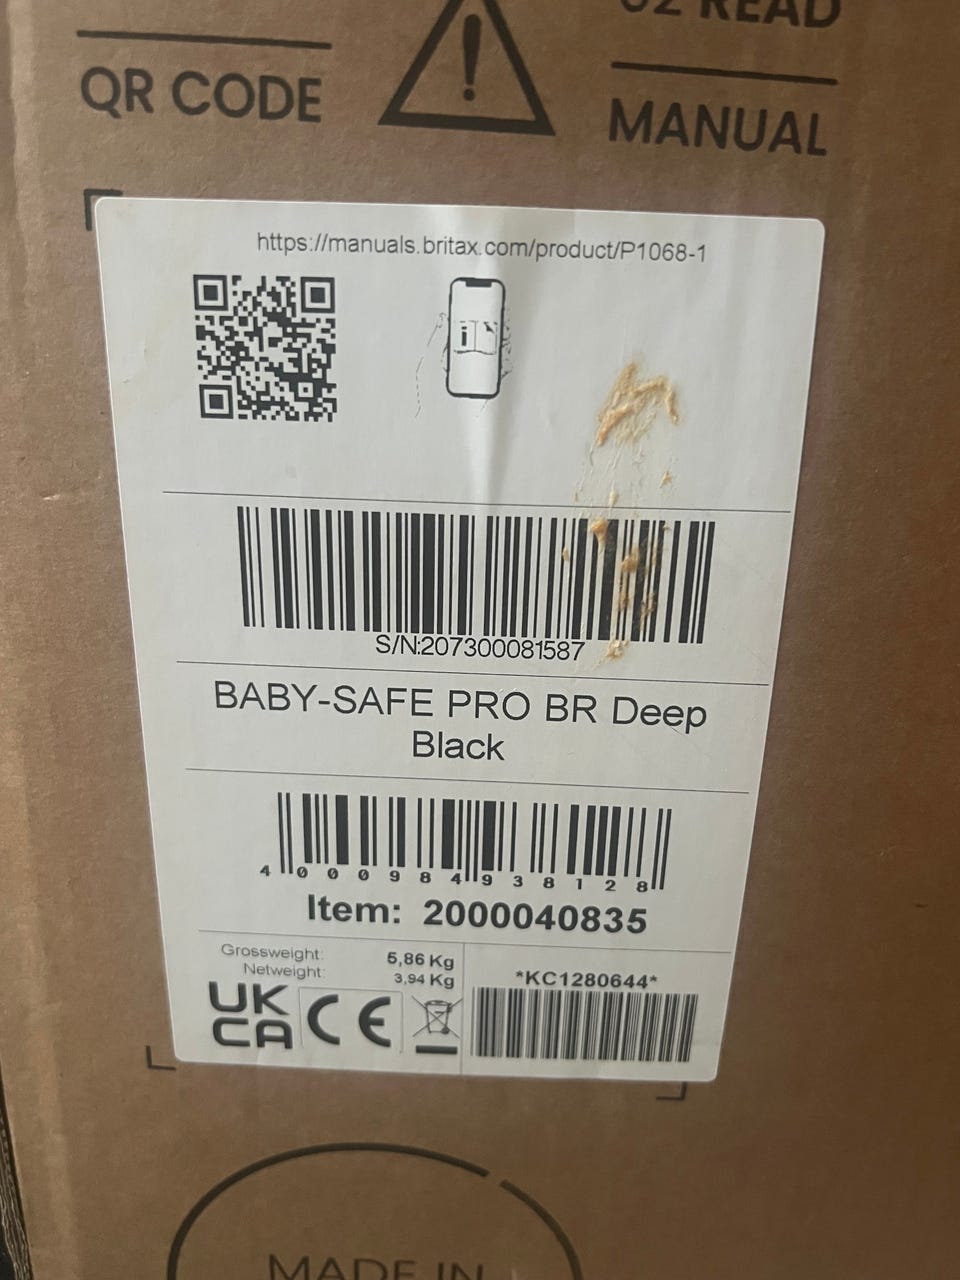 QR CODE
!
02 READ
MANUAL
https://manuals.britax.com/product/P1068-1
i
S/N:207300081587
BABY-SAFE PRO BR Deep
Black
4 000984 938128
Item: 2000040835
Grossweight: 5,86 Kg
Netweight: 3,94 Kg
*KC1280644*
UK
CA CE
MADE IN